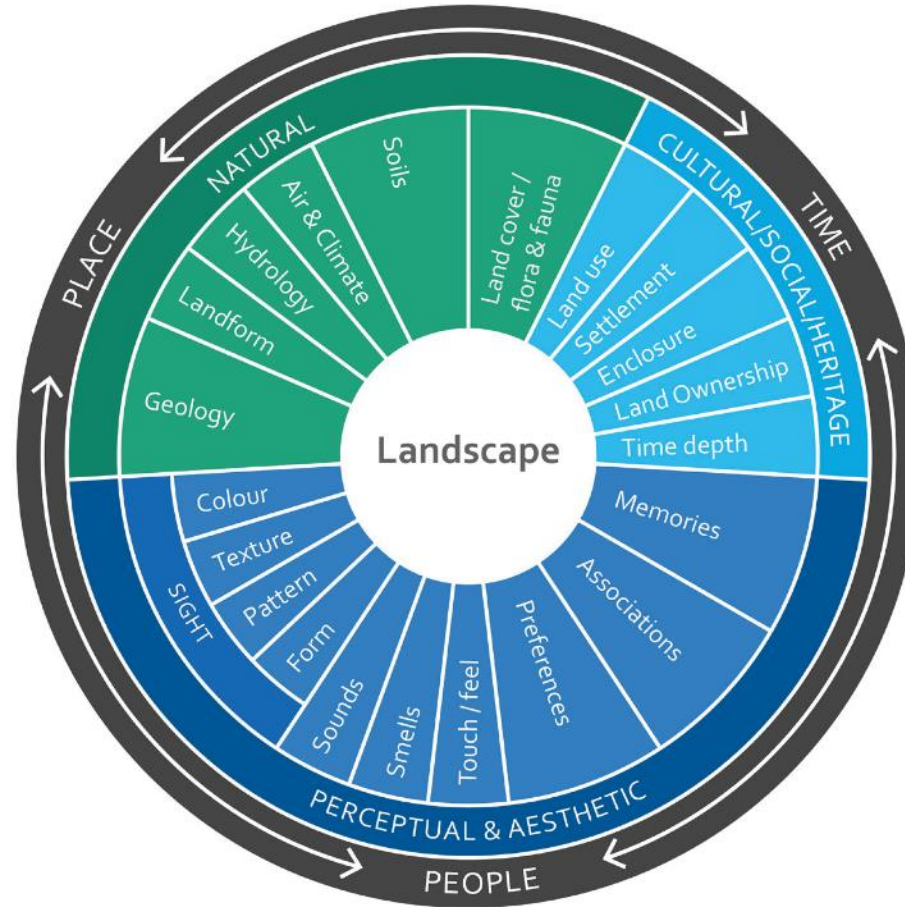 PLACE
TIME
PEOPLE
NATURAL
CULTURAL/SOCIAL/HERITAGE
PERCEPTUAL & AESTHETIC
SIGHT
Landscape
Geology
Landform
Hydrology
Air & Climate
Soils
Land cover /
flora & fauna
Land use
Settlement
Enclosure
Land Ownership
Time depth
Memories
Associations
Preferences
Touch / feel
Smells
Sounds
Form
Pattern
Texture
Colour